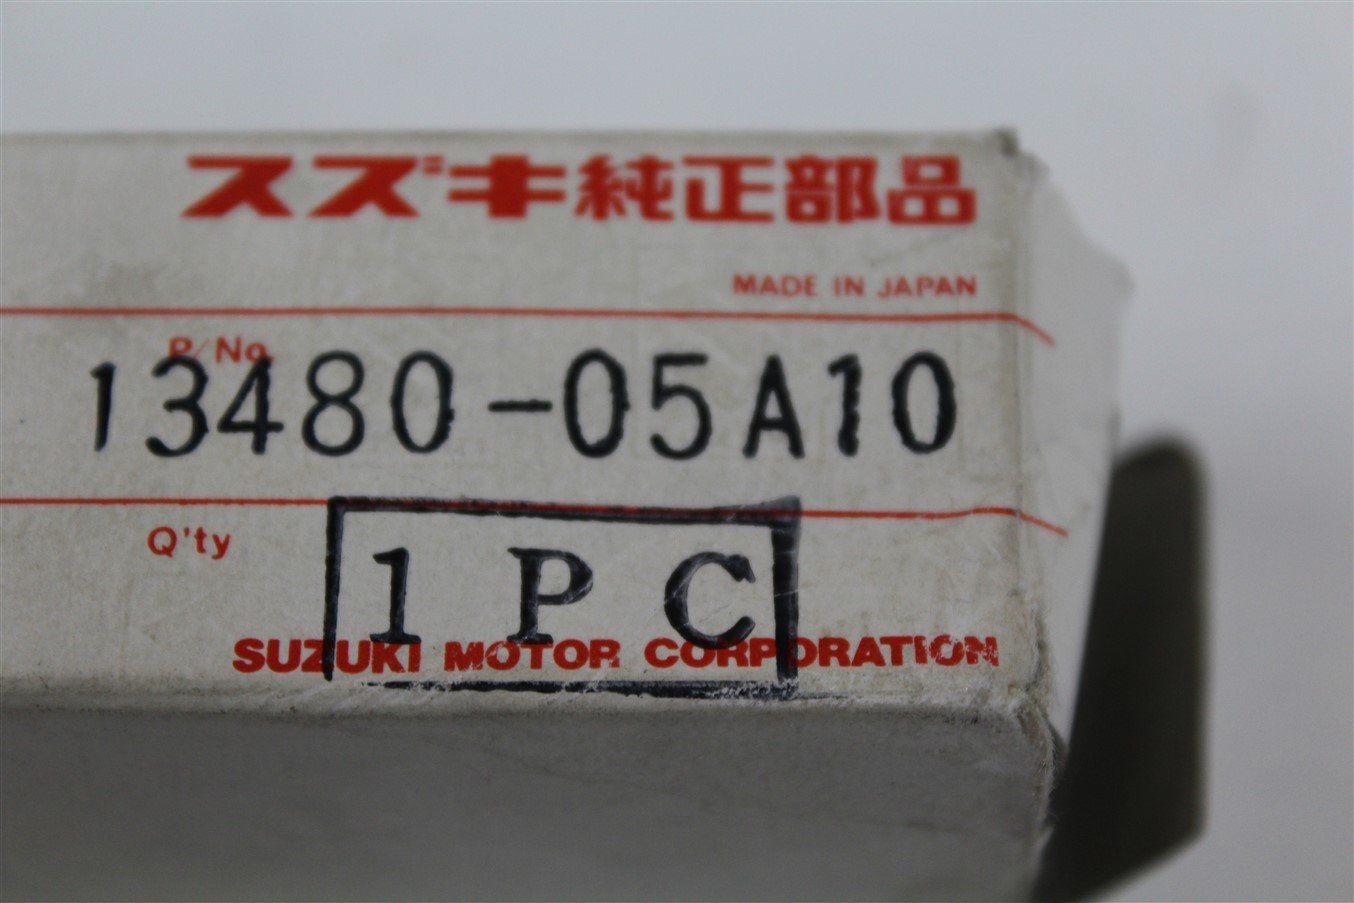 スズキ純正部品
MADE IN JAPAN
P/No.
13480-05A10
Q'ty
1 PC
SUZUKI MOTOR CORPORATION